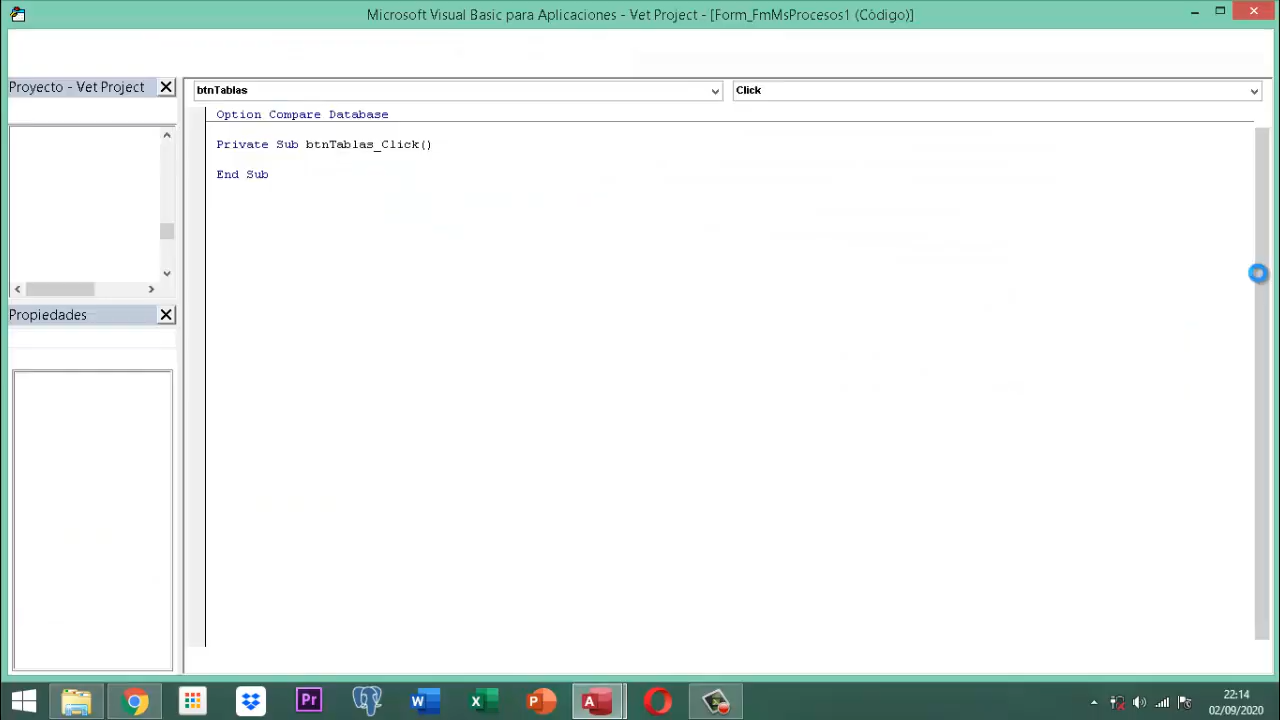 Microsoft Visual Basic para Aplicaciones - Vet Project - [Form_FmMsProcesos1 (Código)]
Proyecto - Vet Project
btnTablas
Click
Option Compare Database
Private Sub btnTablas_Click()
End Sub
Propiedades
Pr
W
X
P
A
22:14
02/09/2020